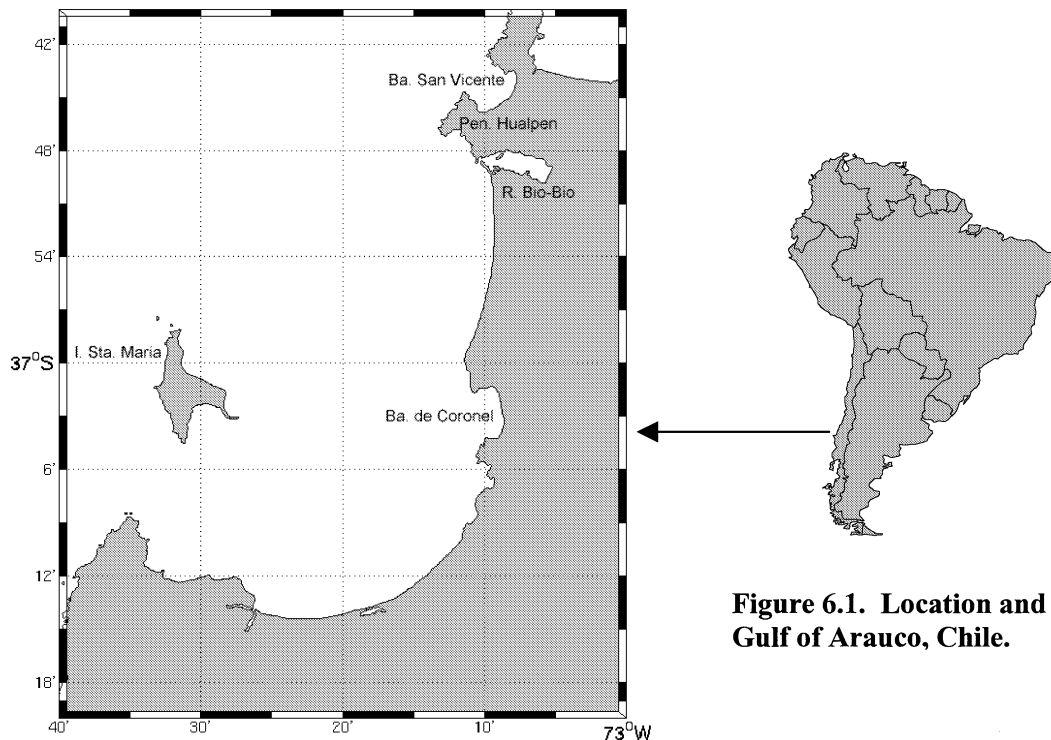 42'
Ba. San Vicente
Pen. Hualpen
48'
R. Bio-Bio
54'
I. Sta. Maria
37°S
Ba. de Coronel
6'
12'
18'
40'
30'
20'
10'
73°W
Figure 6.1. Location and
Gulf of Arauco, Chile.